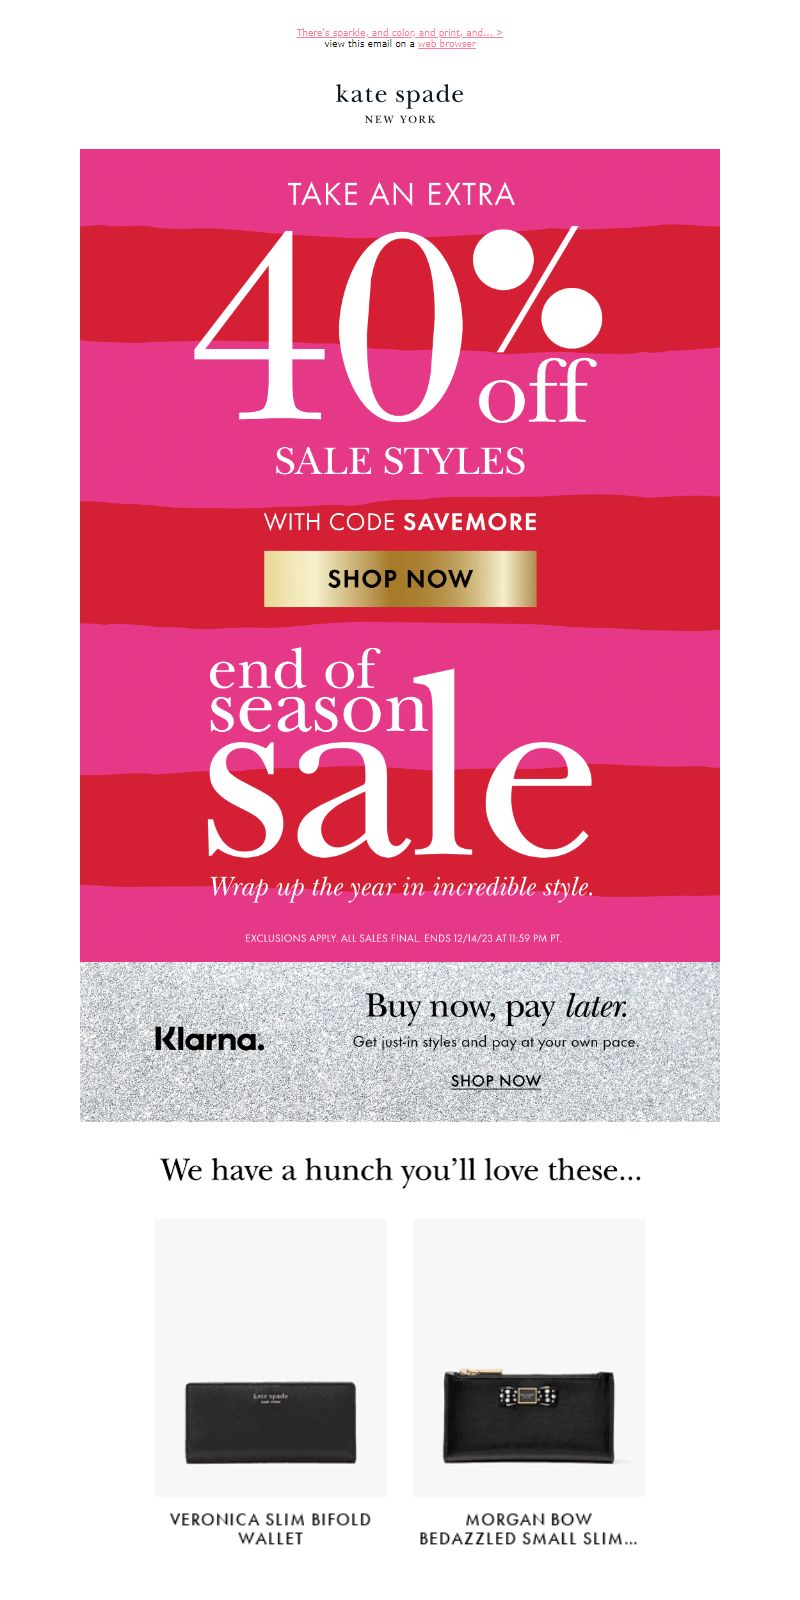 There's sparkle, and color, and print, and... >
view this email on a web browser
kate spade
NEW YORK
TAKE AN EXTRA
40% off
SALE STYLES
WITH CODE SAVEMORE
SHOP NOW
end of
season
sale
Wrap up the year in incredible style.
EXCLUSIONS APPLY. ALL SALES FINAL. ENDS 12/14/23 AT 11:59 PM PT.
Klarna.
Buy now, pay later.
Get just-in styles and pay at your own pace.
SHOP NOW
We have a hunch you'll love these...
kate spade
NEW YORK
VERONICA SLIM BIFOLD
WALLET
MORGAN BOW
BEDAZZLED SMALL SLIM...